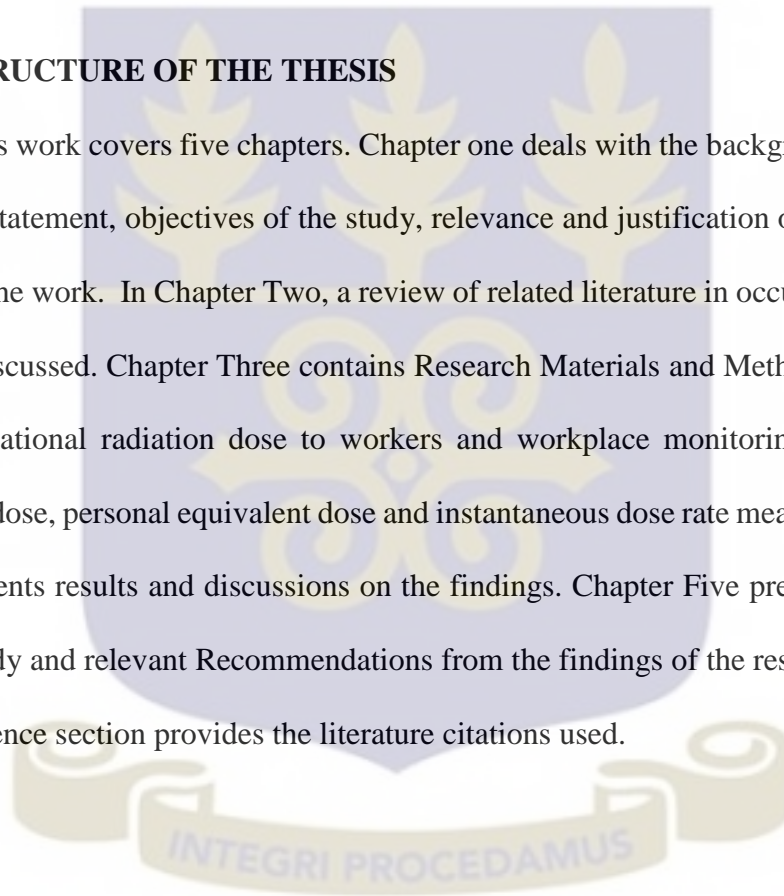 RUCTURE OF THE THESIS
s work covers five chapters. Chapter one deals with the backg
tatement, objectives of the study, relevance and justification o
ne work. In Chapter Two, a review of related literature in occu
scussed. Chapter Three contains Research Materials and Meth
ational radiation dose to workers and workplace monitorin
dose, personal equivalent dose and instantaneous dose rate mea
ents results and discussions on the findings. Chapter Five pre
dy and relevant Recommendations from the findings of the res
ence section provides the literature citations used.
INTEGRI PROCEDAMUS